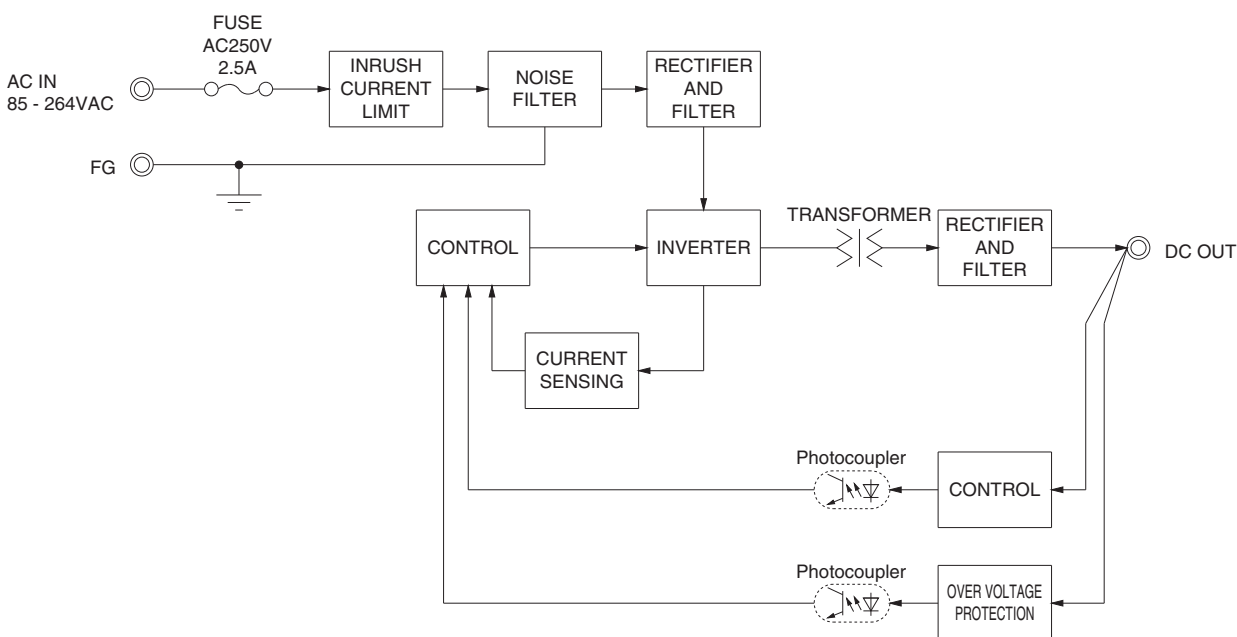 FUSE
AC250V
2.5A
AC IN
85 - 264VAC
INRUSH
CURRENT
LIMIT
NOISE
FILTER
RECTIFIER
AND
FILTER
FG
CONTROL
INVERTER
TRANSFORMER
RECTIFIER
AND
FILTER
DC OUT
CURRENT
SENSING
Photocoupler
CONTROL
Photocoupler
OVER VOLTAGE
PROTECTION